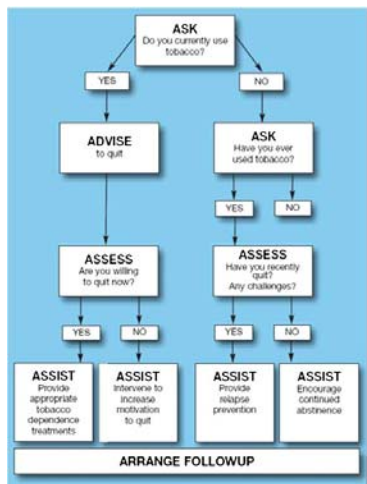 ASK
Do you currently use
tobacco?
YES
NO
ADVISE
to quit
ASK
Have you ever
used tobacco?
YES
NO
ASSESS
Are you willing
to quit now?
ASSESS
Have you recently
quit?
Any challenges?
YES
NO
YES
NO
ASSIST
Provide
appropriate
tobacco
dependence
treatments
ASSIST
Intervene to
increase
motivation
to quit
ASSIST
Provide
relapse
prevention
ASSIST
Encourage
continued
abstinence
ARRANGE FOLLOWUP